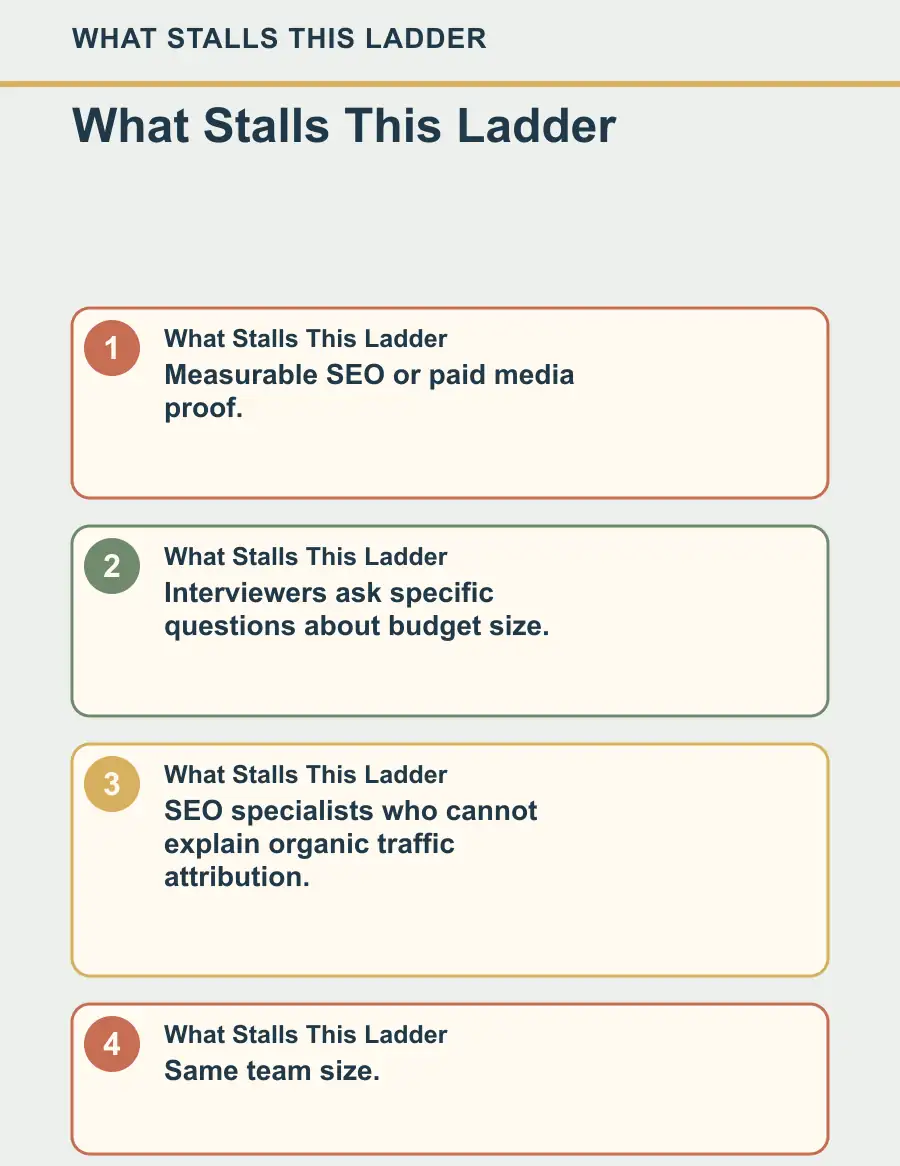 WHAT STALLS THIS LADDER
What Stalls This Ladder
1
What Stalls This Ladder
Measurable SEO or paid media
proof.
2
What Stalls This Ladder
Interviewers ask specific
questions about budget size.
3
What Stalls This Ladder
SEO specialists who cannot
explain organic traffic
attribution.
4
What Stalls This Ladder
Same team size.